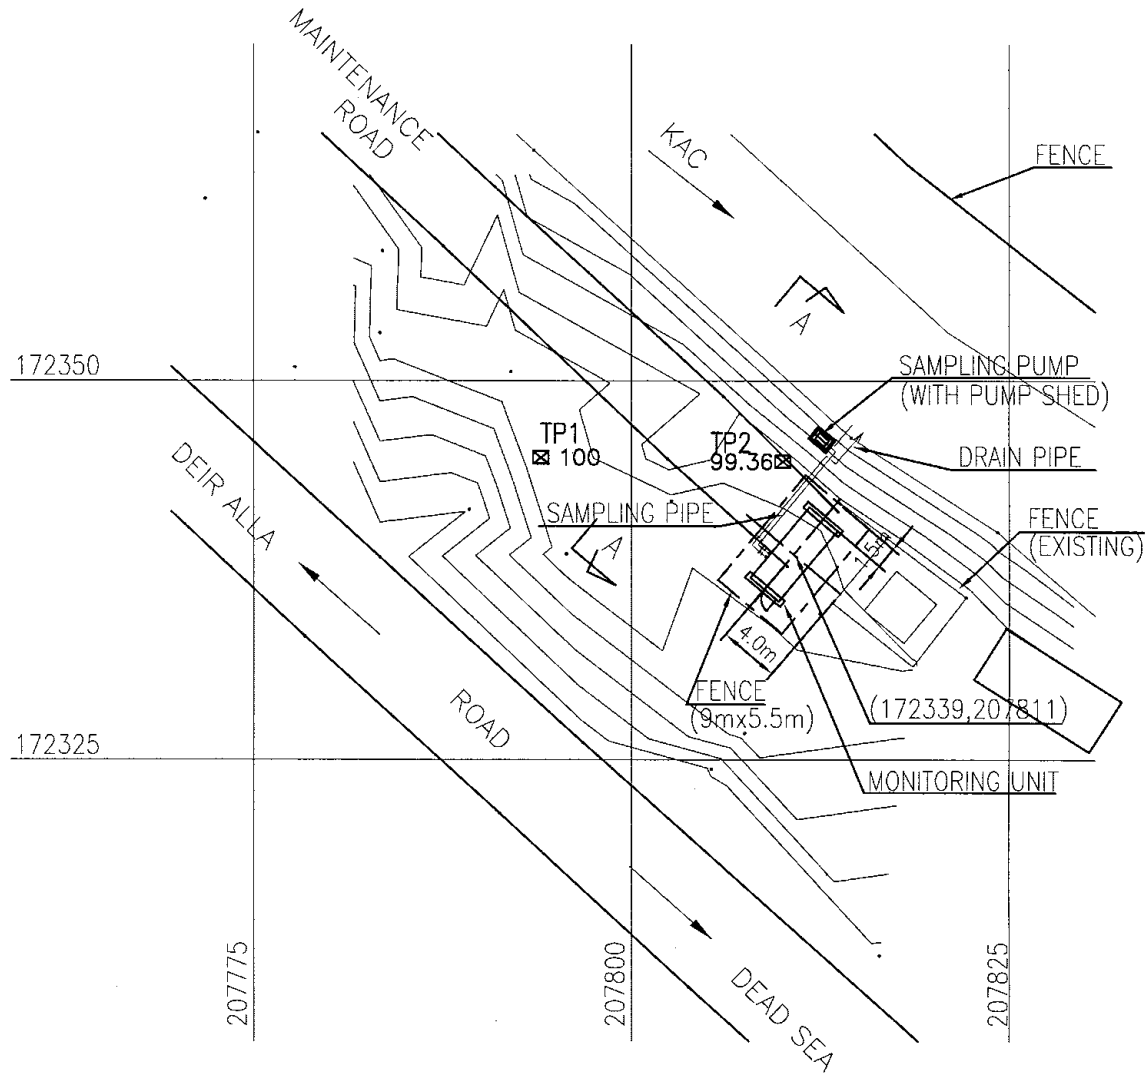 MAINTENANCE
ROAD
KAC
FENCE
A
172350
SAMPLING PUMP
(WITH PUMP SHED)
TP1
100
TP2
99.36
DRAIN PIPE
DEIR ALLA
SAMPLING PIPE
FENCE
(EXISTING)
A
1.5m
4.0m
FENCE
(9mx5.5m)
(172339,207811)
ROAD
172325
MONITORING UNIT
207775
207800
207825
DEAD SEA